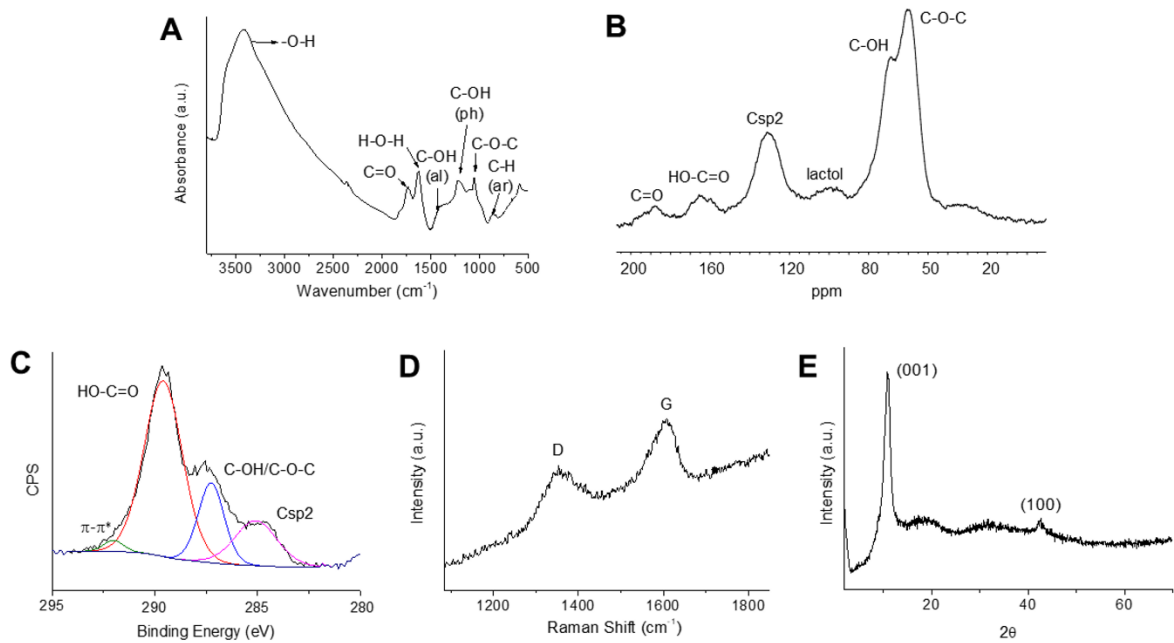 A
-O-H
C-OH
(ph)
H-O-H
C-OH
(al)
C-O-C
C=O
C-H
(ar)
Absorbance (a.u.)
3500 3000 2500 2000 1500 1000 500
Wavenumber (cm⁻¹)
B
C-O-C
C-OH
Csp2
HO-C=O
lactol
C=O
200 160 120 80 50 20
ppm
C
HO-C=O
C-OH/C-O-C
Csp2
π-π*
CPS
295 290 285 280
Binding Energy (eV)
D
G
D
Intensity (a.u.)
1200 1400 1600 1800
Raman Shift (cm⁻¹)
E
(001)
(100)
Intensity (a.u.)
20 40 60
2θ